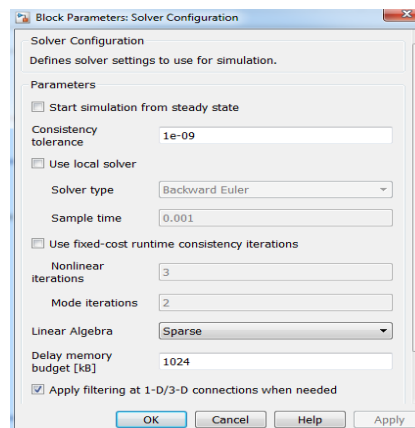 Block Parameters: Solver Configuration
Solver Configuration
Defines solver settings to use for simulation.
Parameters
Start simulation from steady state
Consistency
tolerance
1e-09
Use local solver
Solver type
Backward Euler
Sample time
0.001
Use fixed-cost runtime consistency iterations
Nonlinear
iterations
3
Mode iterations
2
Linear Algebra
Sparse
Delay memory
budget [kB]
1024
Apply filtering at 1-D/3-D connections when needed
OK Cancel Help Apply